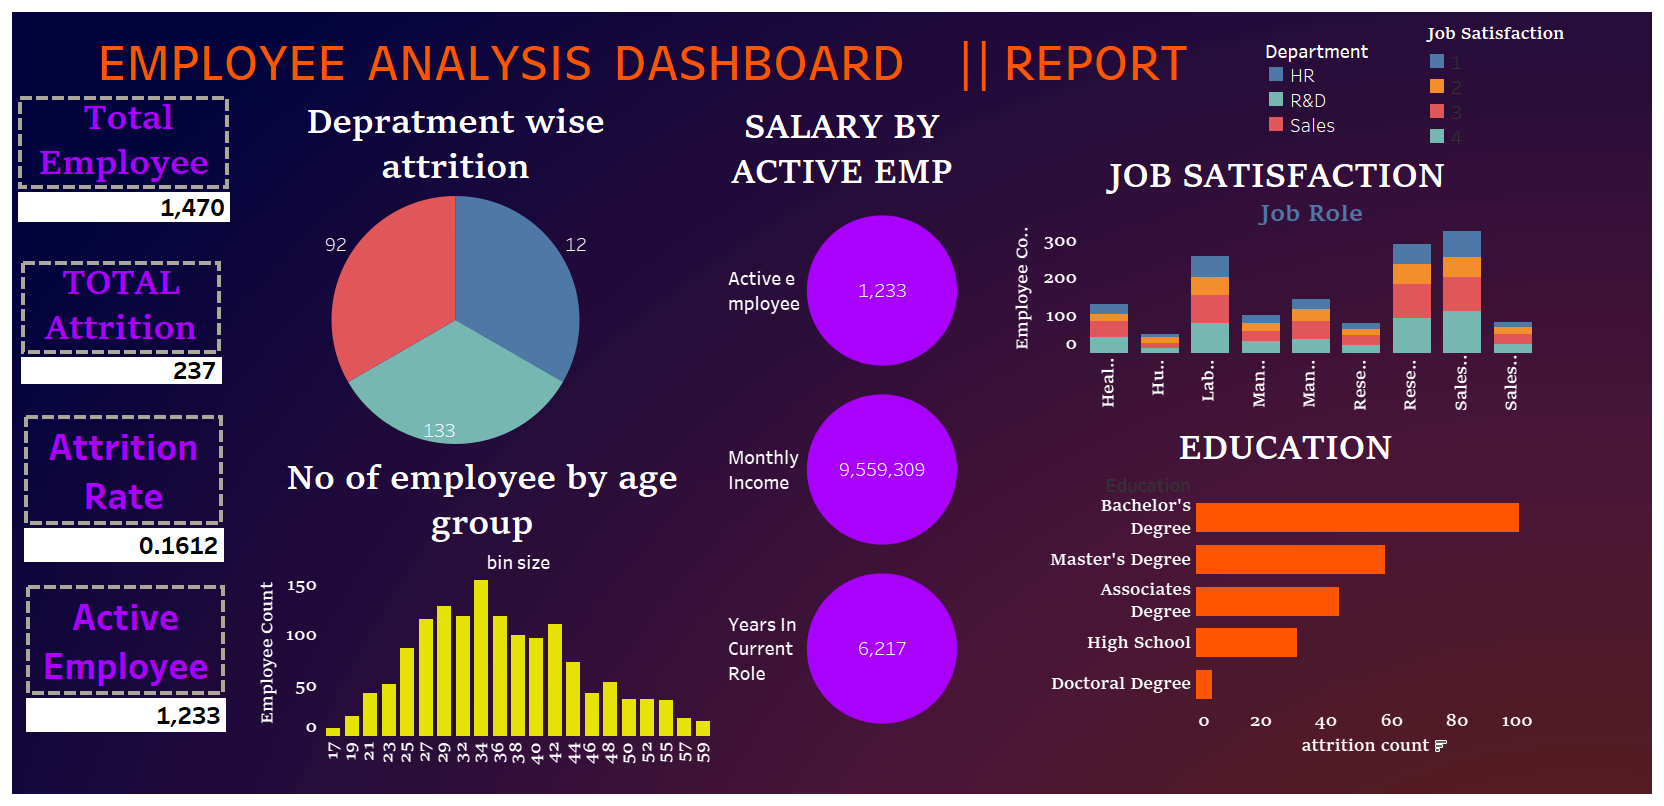 EMPLOYEE ANALYSIS DASHBOARD || REPORT
Department
HR
R&D
Sales
Job Satisfaction
1
2
3
4
Total
Employee
1,470
TOTAL
Attrition
237
Attrition
Rate
0.1612
Active
Employee
1,233
Depratment wise
attrition
92
12
133
No of employee by age
group
bin size
Employee Count
150
100
50
0
17 19 21 23 25 27 29 32 34 36 38 40 42 44 46 48 50 52 55 57 59
SALARY BY
ACTIVE EMP
Active e
mployee
1,233
Monthly
Income
9,559,309
Years In
Current
Role
6,217
JOB SATISFACTION
Job Role
Employee Co..
300
200
100
0
Heal.. Hu.. Lab.. Man.. Man.. Rese.. Rese.. Sales.. Sales..
EDUCATION
Education
Bachelor's
Degree
Master's Degree
Associates
Degree
High School
Doctoral Degree
0 20 40 60 80 100
attrition count